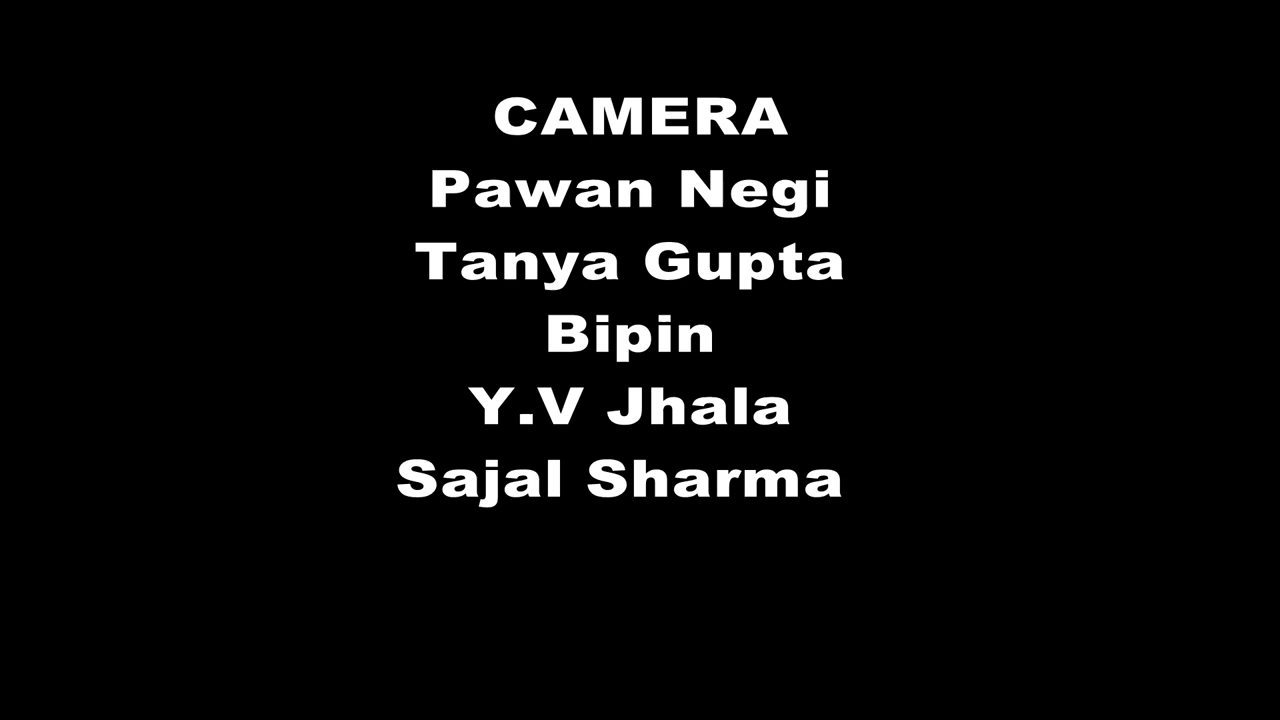 CAMERA
Pawan Negi
Tanya Gupta
Bipin
Y.V Jhala
Sajal Sharma